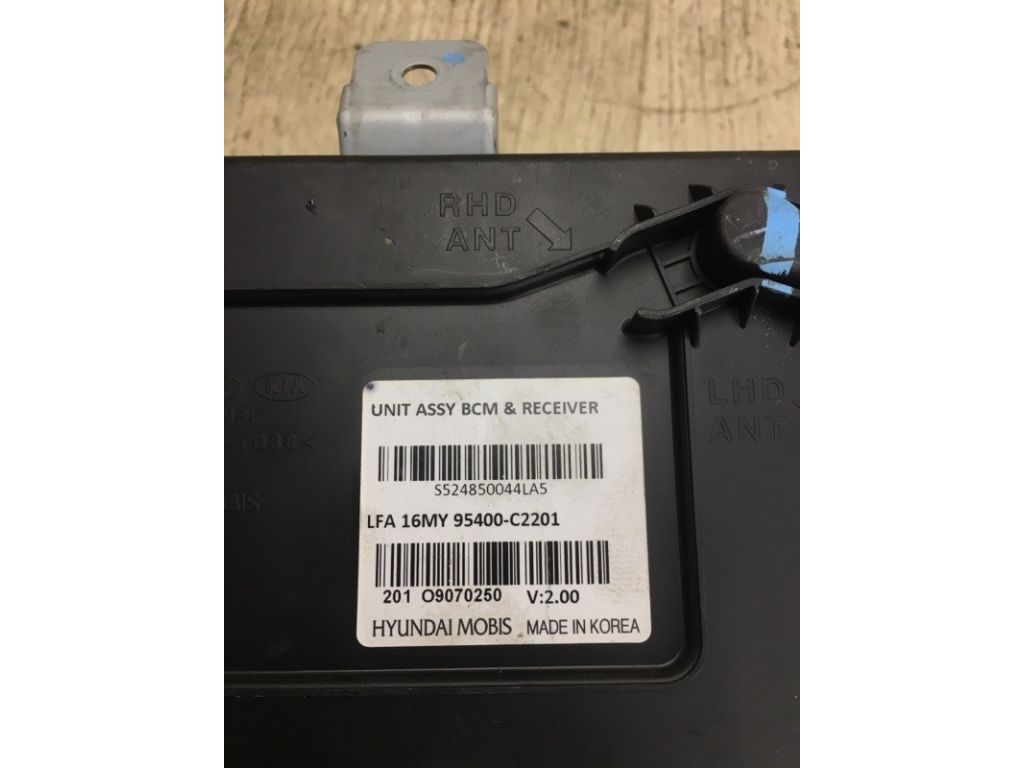 RHD
ANT
KIA
LHD
ANT
UNIT ASSY BCM & RECEIVER
S524850044LA5
LFA 16MY 95400-C2201
201 O9070250 V:2.00
HYUNDAI MOBIS MADE IN KOREA